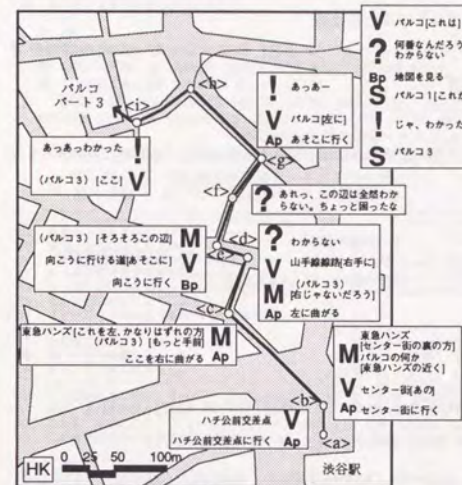 V パルコ[これは]
? 何番なんだろう
わからない
Bp 地図を見る
S パルコ1[これか
! じゃ、わかった
S パルコ3
<h>
パルコ
パート3
<i>
! あっあー
V パルコ[左に]
Ap あそこに行く
あっあっわかった !
(パルコ3)[ここ] V
<g>
<f>
? あれっ、この辺は全然わか
らない。ちょっと困ったな
(パルコ3)[そろそろこの辺] M
向こうに行ける道[あそこに] V
向こうに行く Bp
<d>
<e>
? わからない
V 山手線線路[右手に]
M (パルコ3)
[右じゃないだろう]
Ap 左に曲がる
<c>
東急ハンズ[これを左、かなりはずれの方] M
(パルコ3)[もっと手前]
ここを右に曲がる Ap
東急ハンズ
[センター街の裏の方]
M パルコの何か
[東急ハンズの近く]
V センター街[あの]
Ap センター街に行く
<b>
ハチ公前交差点 V
ハチ公前交差点に行く Ap
<a>
HK
0 25 50 100m
渋谷駅